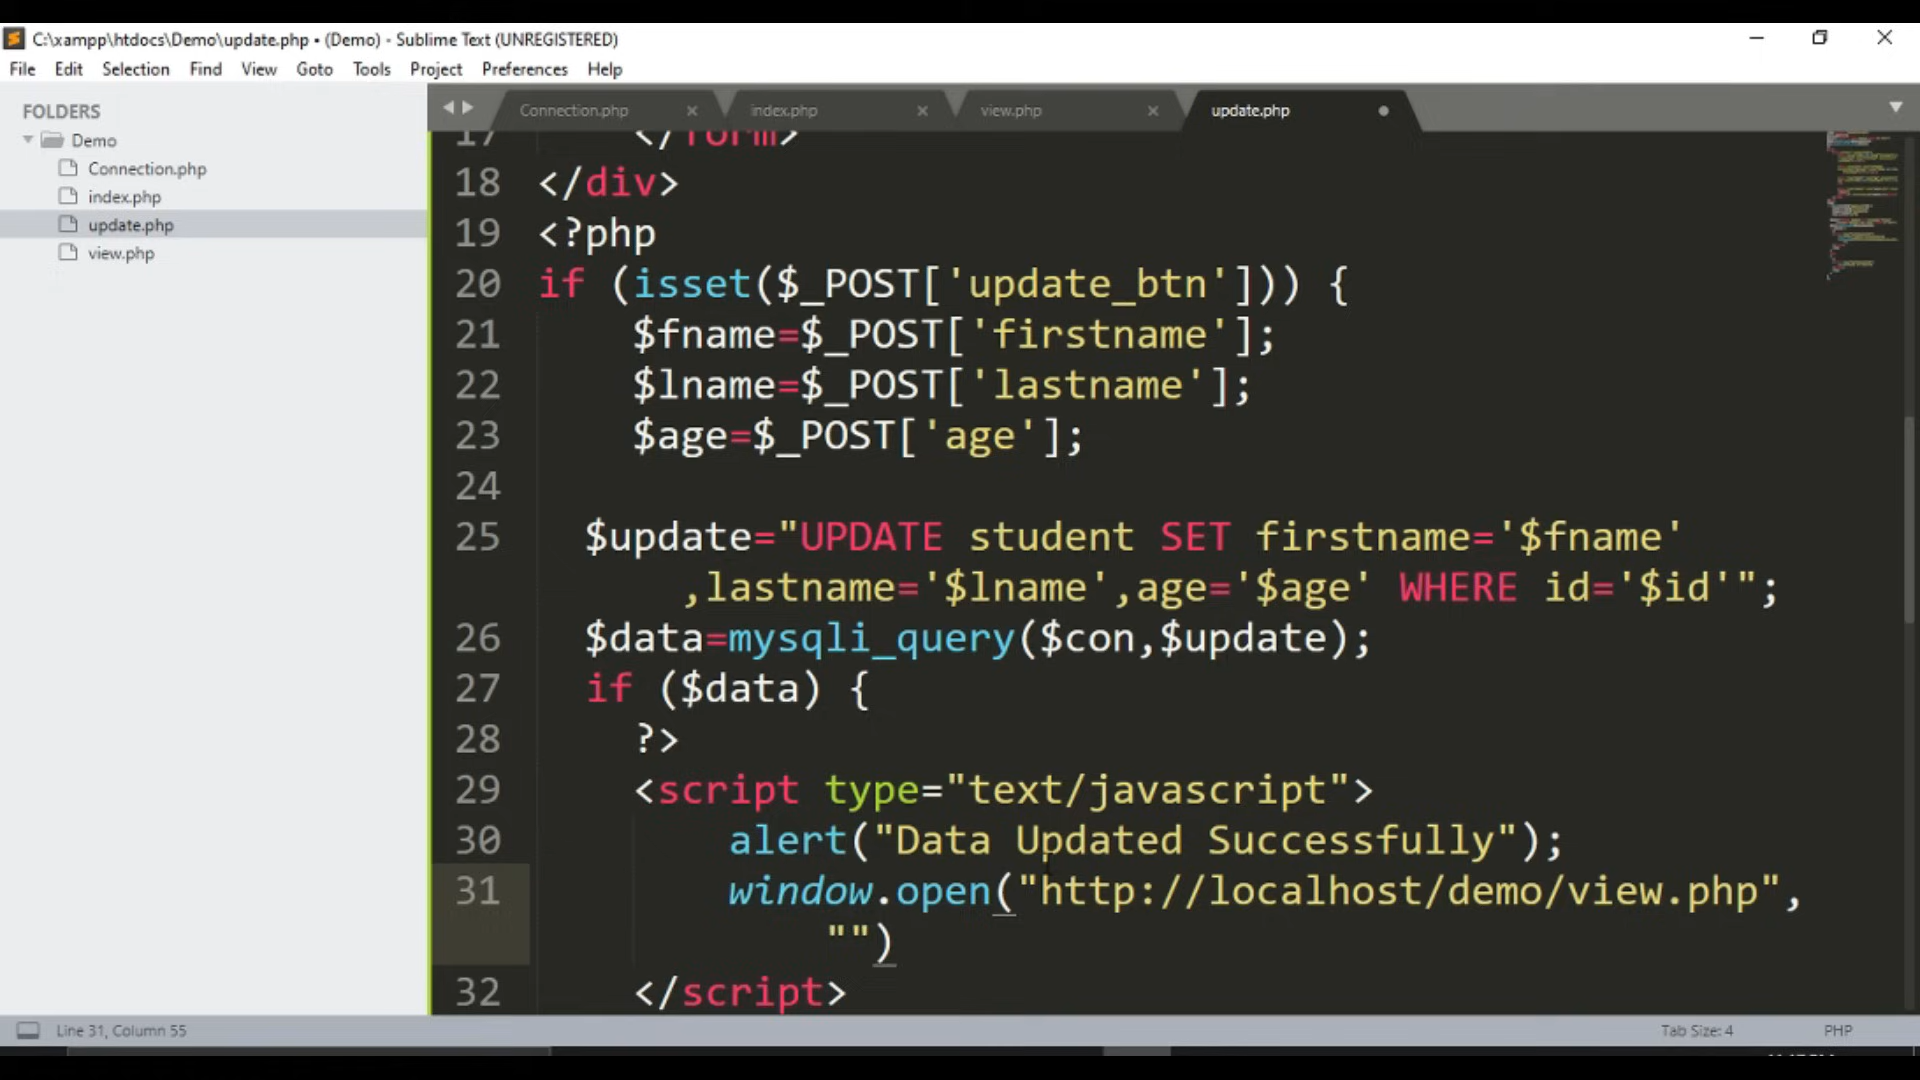 C:\xampp\htdocs\Demo\update.php • (Demo) - Sublime Text (UNREGISTERED)
File Edit Selection Find View Goto Tools Project Preferences Help
FOLDERS
Demo
Connection.php
index.php
update.php
view.php
Connection.php index.php view.php update.php
17 </form>
18 </div>
19 <?php
20 if (isset($_POST['update_btn'])) {
21 $fname=$_POST['firstname'];
22 $lname=$_POST['lastname'];
23 $age=$_POST['age'];
24
25 $update="UPDATE student SET firstname='$fname'
,lastname='$lname',age='$age' WHERE id='$id'";
26 $data=mysqli_query($con,$update);
27 if ($data) {
28 ?>
29 <script type="text/javascript">
30 alert("Data Updated Successfully");
31 window.open("http://localhost/demo/view.php",
"")
32 </script>
Line 31, Column 55 Tab Size: 4 PHP